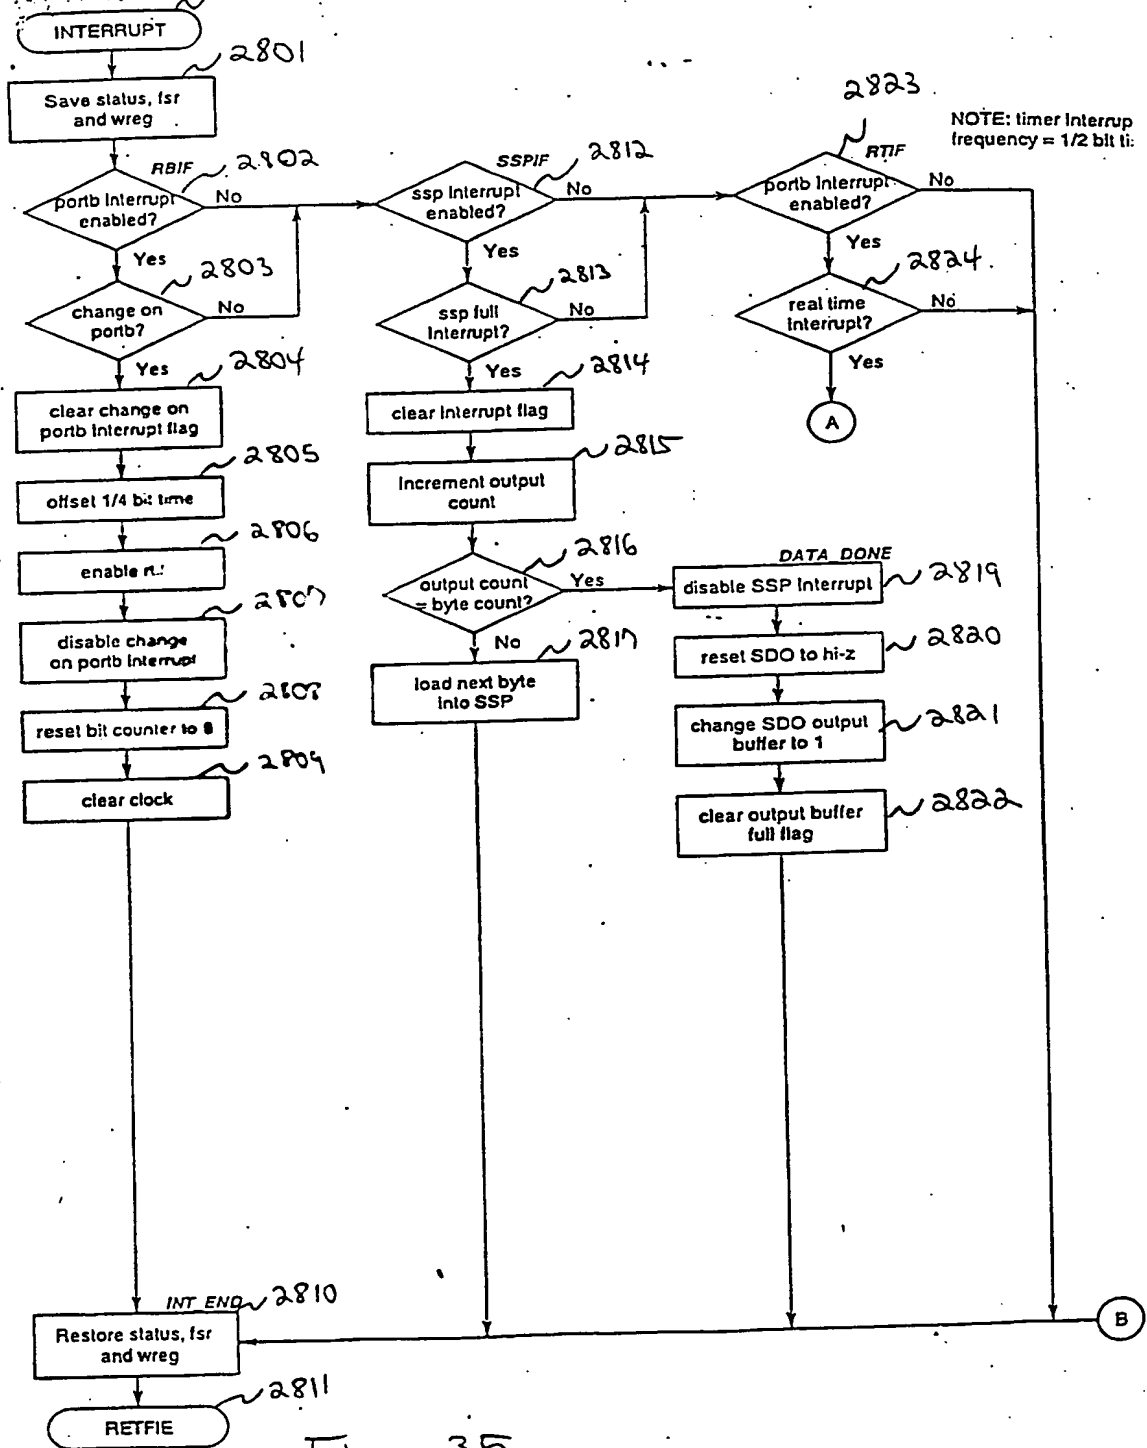 INTERRUPT
2801
Save status, fsr
and wreg
RBIF
2802
portb Interrupt
enabled?
No
Yes
2803
change on
portb?
No
Yes
2804
clear change on
portb Interrupt flag
2805
offset 1/4 bit time
2806
enable
2807
disable change
on portb Interrupt
2808
reset bit counter to 8
2809
clear clock
SSPIF
2812
ssp Interrupt
enabled?
No
Yes
2813
ssp full
Interrupt?
No
Yes
2814
clear Interrupt flag
2815
Increment output
count
2816
output count
= byte count?
Yes
No
2817
load next byte
into SSP
DATA_DONE
disable SSP Interrupt
2819
reset SDO to hi-z
2820
change SDO output
buffer to 1
2821
clear output buffer
full flag
2822
2823
NOTE: timer Interrup
frequency = 1/2 bit ti
RTIF
portb Interrupt
enabled?
No
Yes
2824
real time
Interrupt?
No
Yes
A
B
INT_END
2810
Restore status, fsr
and wreg
2811
RETFIE
35